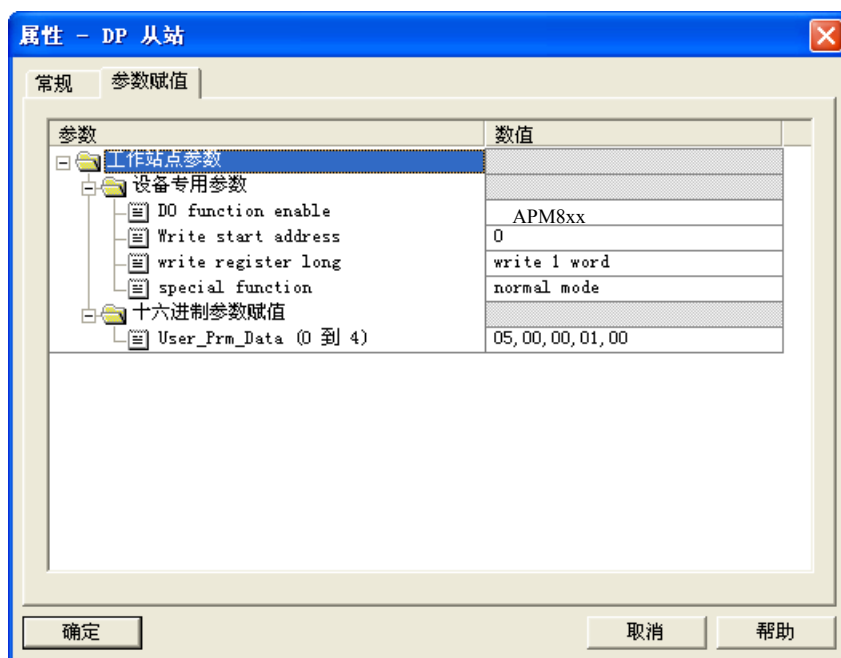 属性 - DP 从站
常规 参数赋值
参数 数值
工作站点参数
设备专用参数
DO function enable APM8xx
Write start address 0
write register long write 1 word
special function normal mode
十六进制参数赋值
User_Prm_Data (0 到 4) 05,00,00,01,00
确定 取消 帮助